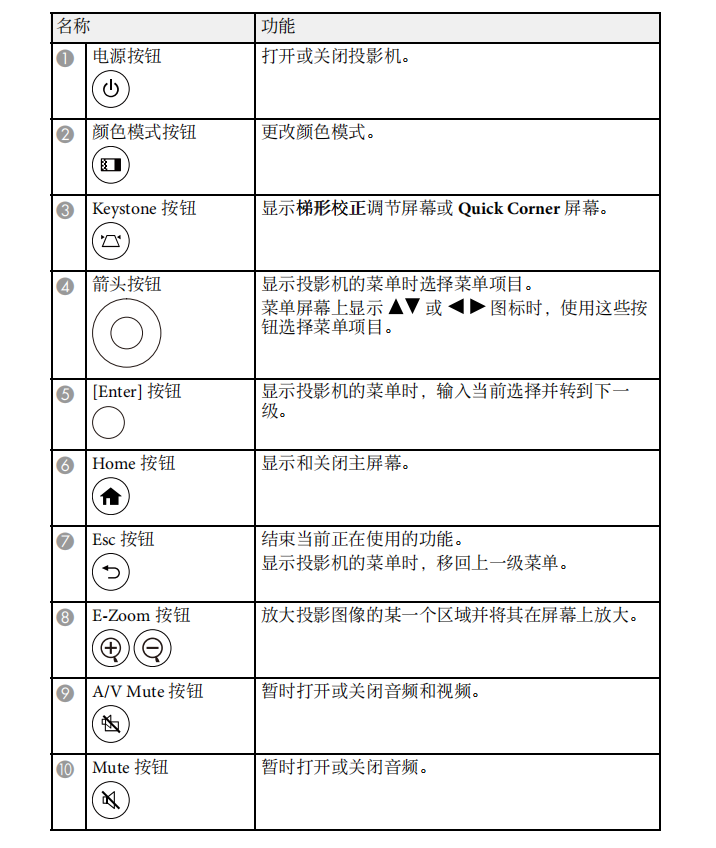 名称 功能
1 电源按钮 打开或关闭投影机。
2 颜色模式按钮 更改颜色模式。
3 Keystone 按钮 显示梯形校正调节屏幕或 Quick Corner 屏幕。
4 箭头按钮 显示投影机的菜单时选择菜单项目。
菜单屏幕上显示 ▲▼ 或 ◀ ▶ 图标时，使用这些按
钮选择菜单项目。
5 [Enter] 按钮 显示投影机的菜单时，输入当前选择并转到下一
级。
6 Home 按钮 显示和关闭主屏幕。
7 Esc 按钮 结束当前正在使用的功能。
显示投影机的菜单时，移回上一级菜单。
8 E-Zoom 按钮 放大投影图像的某一个区域并将其在屏幕上放大。
9 A/V Mute 按钮 暂时打开或关闭音频和视频。
10 Mute 按钮 暂时打开或关闭音频。